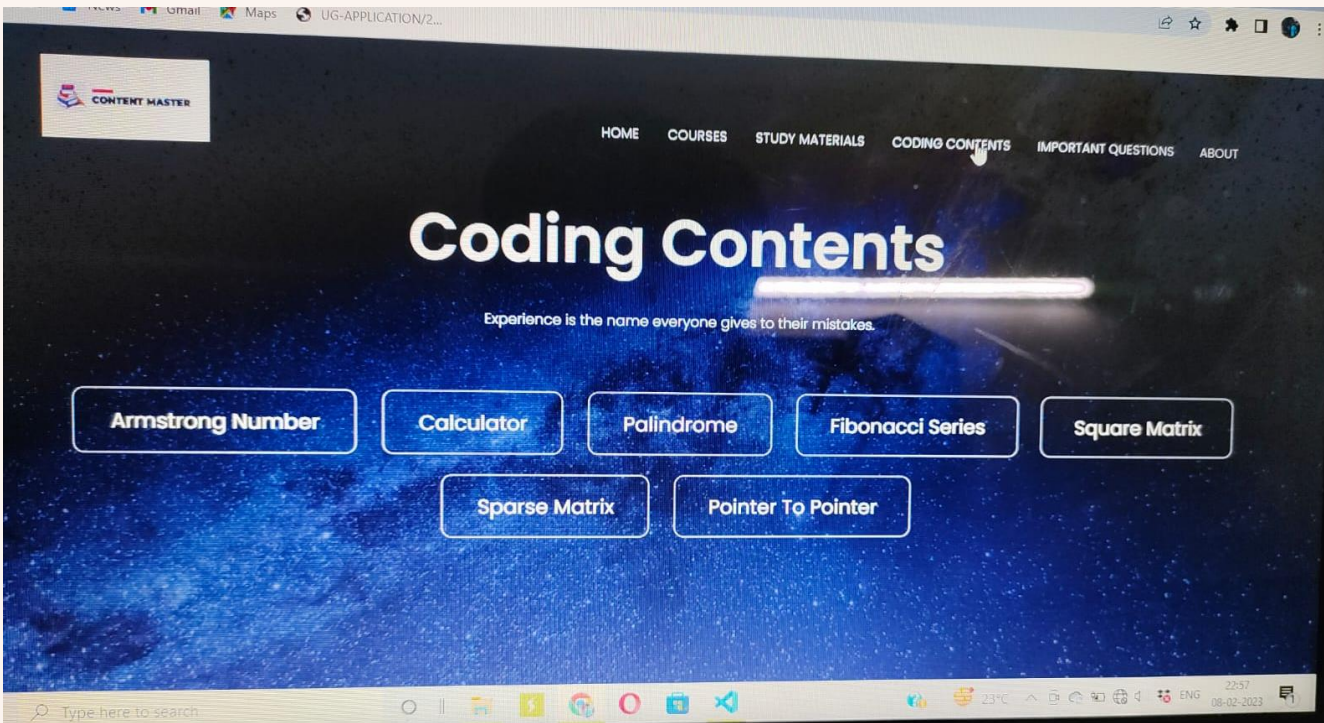 News Gmail Maps UG-APPLICATION/2...
CONTENT MASTER
HOME COURSES STUDY MATERIALS CODING CONTENTS IMPORTANT QUESTIONS ABOUT
Coding Contents
Experience is the name everyone gives to their mistakes.
Armstrong Number Calculator Palindrome Fibonacci Series Square Matrix
Sparse Matrix Pointer To Pointer
Type here to search 23°C ENG 22:57
08-02-2023